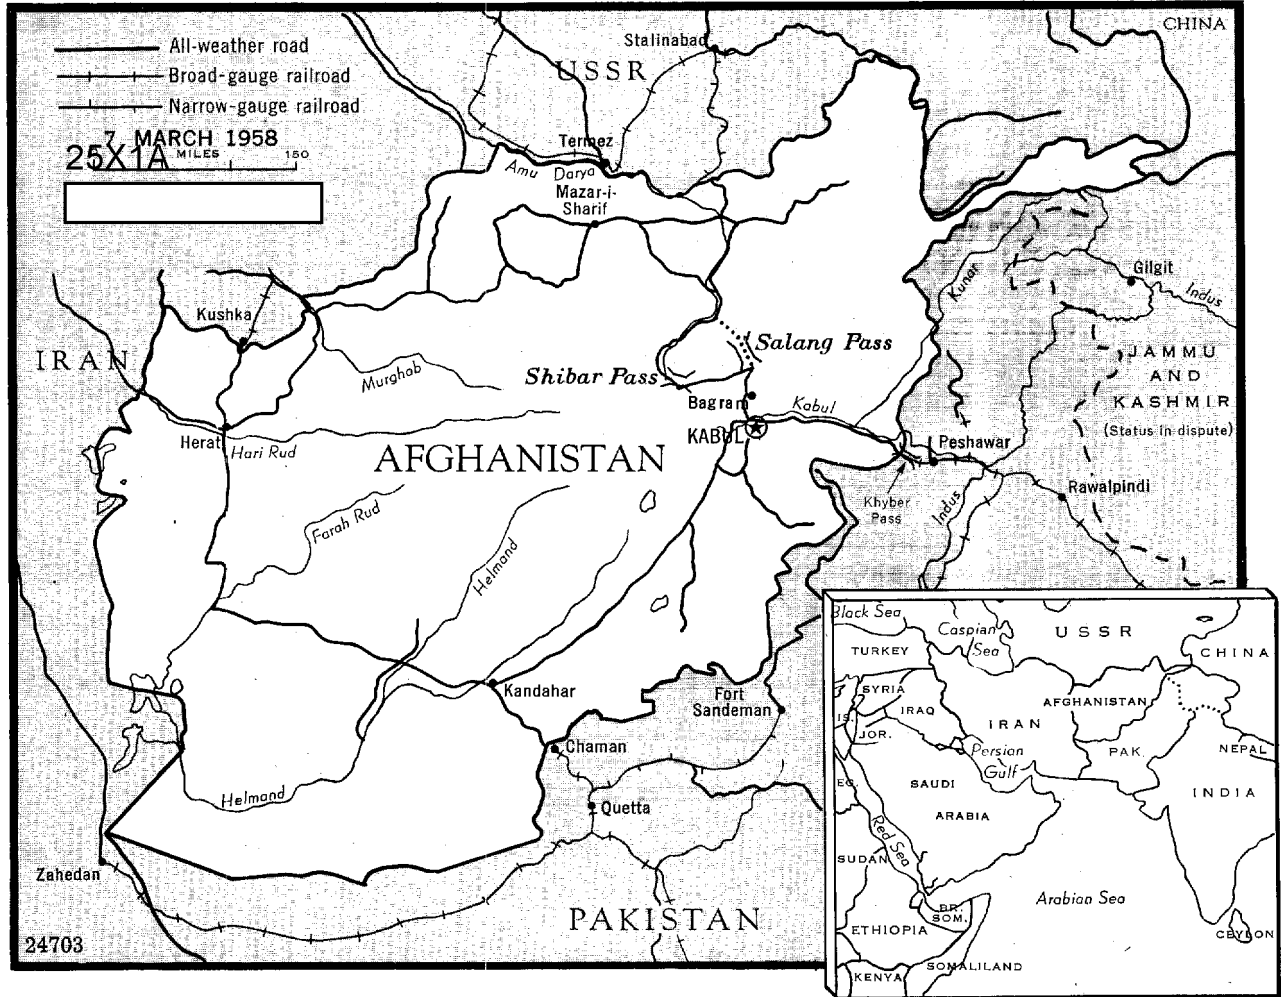 CHINA
All-weather road
Broad-gauge railroad
Narrow-gauge railroad
7 MARCH 1958
25X1A MILES 150
Stalinabad
USSR
Termez
Amu Darya
Mazar-i-
Sharif
Kunar
Gilgit
Indus
Kushka
IRAN
Murghab
Salang Pass
Shibar Pass
JAMMU
AND
KASHMIR
(Status in dispute)
Bagram
Kabul
KABUL
Herat
Hari Rud
AFGHANISTAN
Peshawar
Khyber
Pass
Indus
Rawalpindi
Farah Rud
Helmand
Kandahar
Fort
Sandeman
Chaman
Quetta
Helmand
Zahedan
PAKISTAN
24703
Black Sea
Caspian
Sea
USSR
TURKEY
CHINA
SYRIA
AFGHANISTAN
IS.
IRAQ
IRAN
JOR.
Persian
Gulf
PAK.
NEPAL
EG.
SAUDI
ARABIA
INDIA
Red Sea
SUDAN
Arabian Sea
BR.
SOM.
ETHIOPIA
CEYLON
SOMALILAND
KENYA